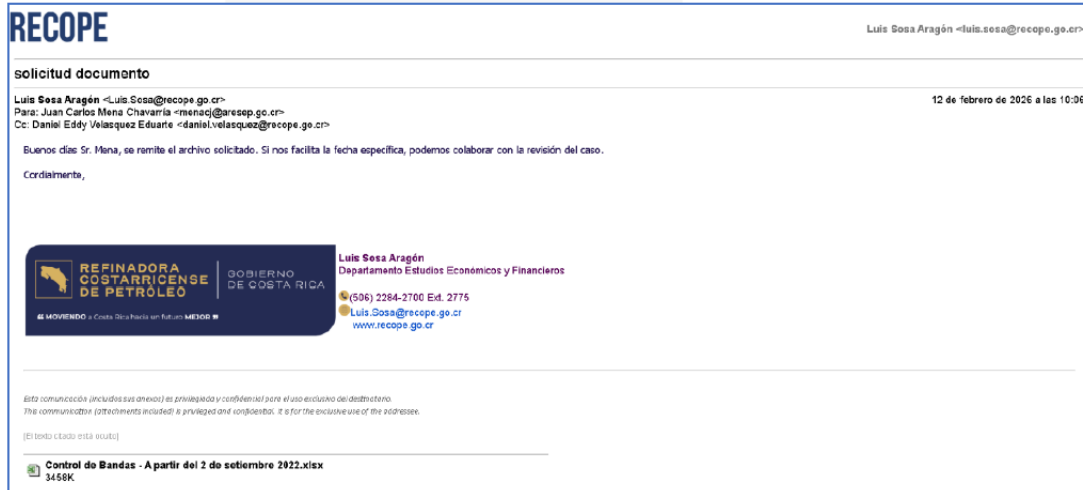 RECOPE
Luis Sosa Aragón <luis.sosa@recope.go.cr>
solicitud documento
Luis Sosa Aragón <Luis.Sosa@recope.go.cr>
12 de febrero de 2026 a las 10:06
Para: Juan Carlos Mena Chavarría <menacj@aresep.go.cr>
Cc: Daniel Eddy Velasquez Eduarte <daniel.velasquez@recope.go.cr>
Buenos días Sr. Mena, se remite el archivo solicitado. Si nos facilita la fecha específica, podemos colaborar con la revisión del caso.
Cordialmente,
REFINADORA
COSTARRICENSE
DE PETRÓLEO
GOBIERNO
DE COSTA RICA
MOVIENDO a Costa Rica hacia un futuro MEJOR
Luis Sosa Aragón
Departamento Estudios Económicos y Financieros
(506) 2284-2700 Ext. 2775
Luis.Sosa@recope.go.cr
www.recope.go.cr
Esta comunicación (incluidos sus anexos) es privilegiada y confidencial para el uso exclusivo del destinatario.
This communication (attachments included) is privileged and confidential. It is for the exclusive use of the addressee.
[El texto citado está oculto]
Control de Bandas - A partir del 2 de setiembre 2022.xlsx
3458K